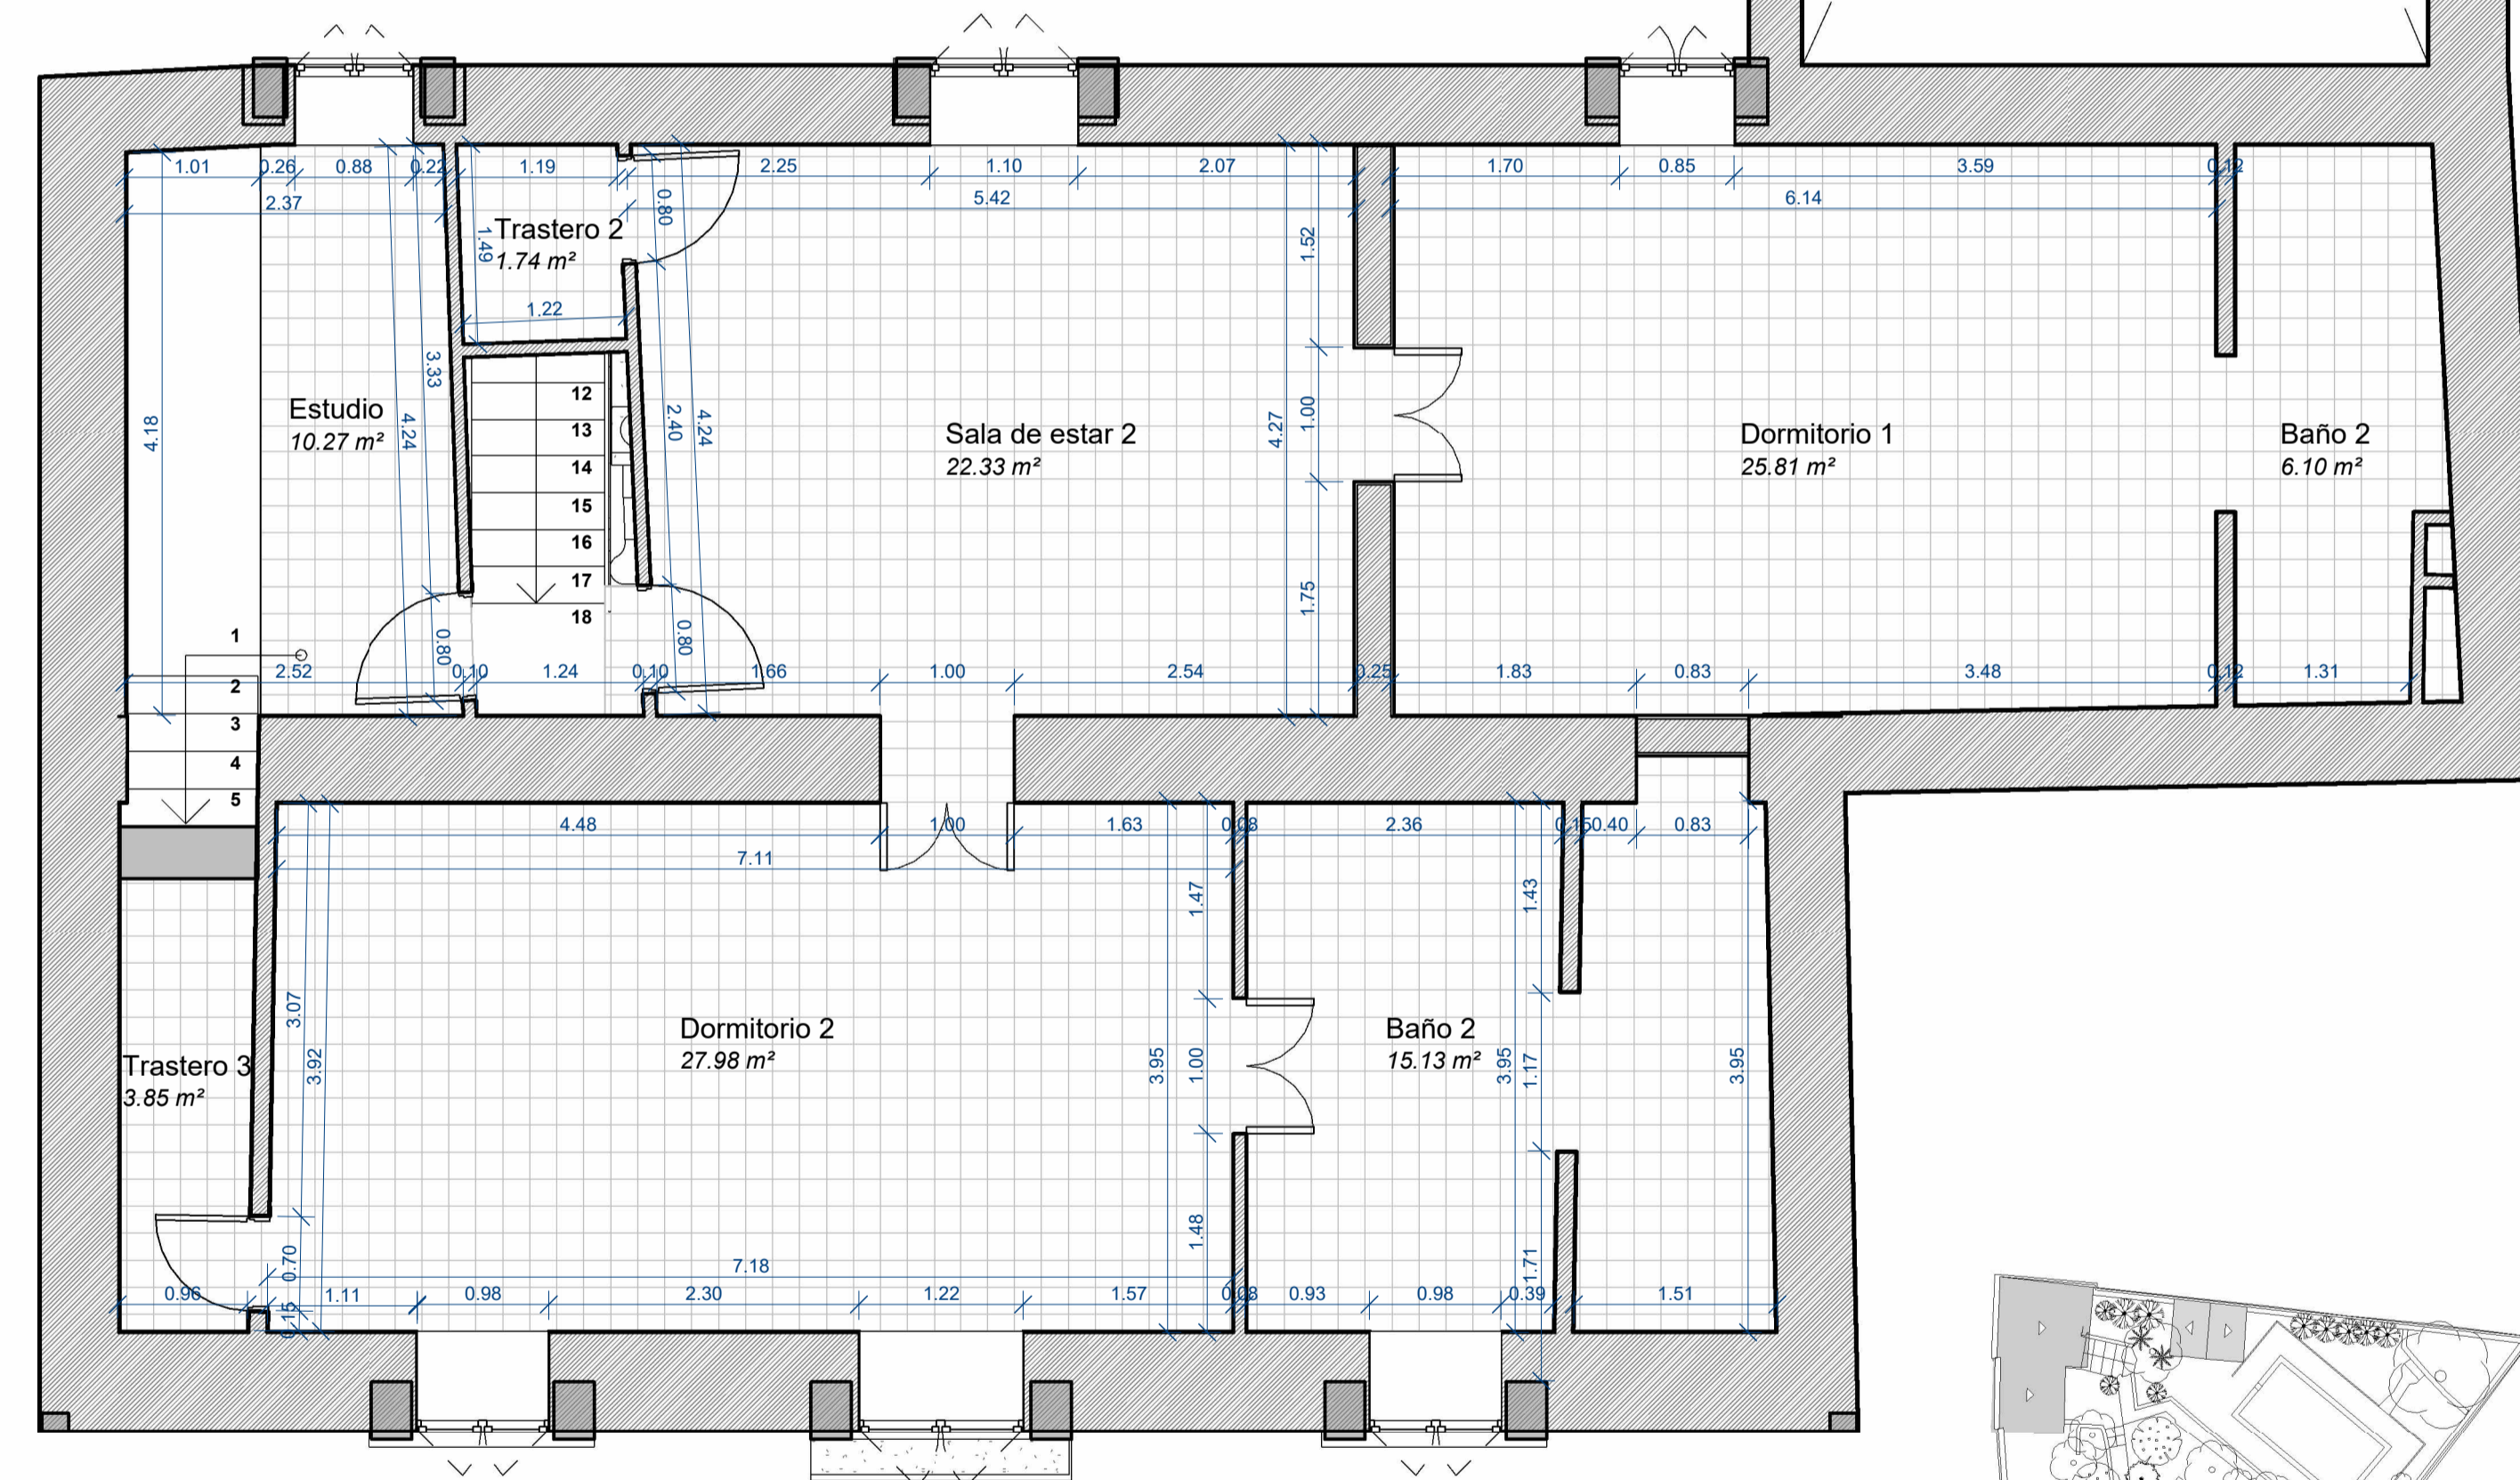 1.01 0.26 0.88 0.22 1.19 2.25 1.10 2.07 1.70 0.85 3.59 0.12
2.37 5.42 6.14
0.80
1.49
Trastero 2
1.74 m²
1.52
1.22
3.33
4.18
4.24
2.40
4.24
4.27
1.00
12
13
14
15
16
17
18
Estudio
10.27 m²
Sala de estar 2
22.33 m²
Dormitorio 1
25.81 m²
Baño 2
6.10 m²
1.75
1
2
3
4
5
0.80
0.80
2.52 0.10 1.24 0.10 1.66 1.00 2.54 0.25 1.83 0.83 3.48 0.12 1.31
4.48 1.00 1.63 0.08 2.36 0.15 0.40 0.83
7.11
1.47
1.43
3.07
3.92
3.95
1.00
3.95
1.17
3.95
Trastero 3
3.85 m²
Dormitorio 2
27.98 m²
Baño 2
15.13 m²
1.48
1.71
0.70
7.18
0.96 1.11 0.98 2.30 1.22 1.57 0.08 0.93 0.98 0.39 1.51
0.15